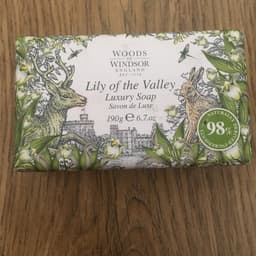 WOODS
OF
WINDSOR
ENGLAND
Lily of the Valley
Luxury Soap
Savon de Luxe
190g e 6.7oz
98%